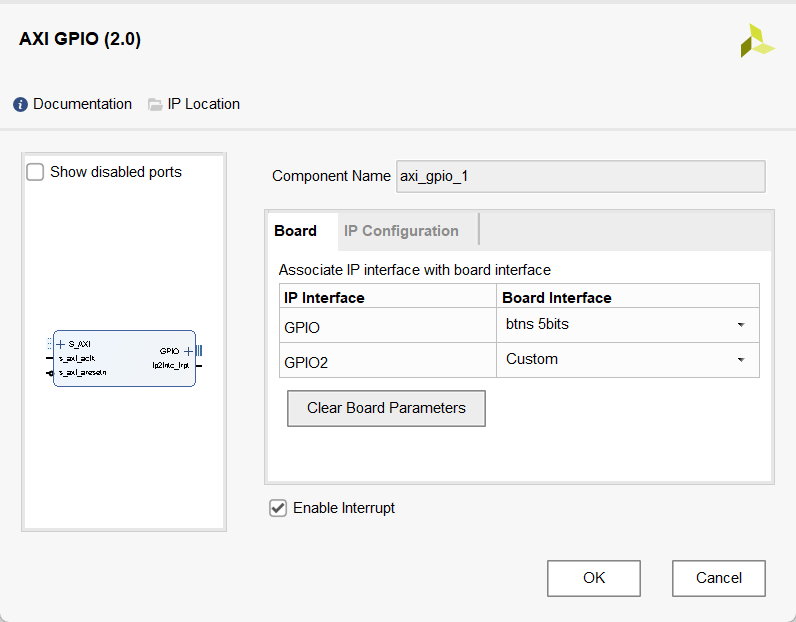 AXI GPIO (2.0)
Documentation IP Location
Show disabled ports
S_AXI
s_axi_aclk
s_axi_aresetn
GPIO
ip2intc_irpt
Component Name axi_gpio_1
Board IP Configuration
Associate IP interface with board interface
IP Interface Board Interface
GPIO btns 5bits
GPIO2 Custom
Clear Board Parameters
Enable Interrupt
OK Cancel